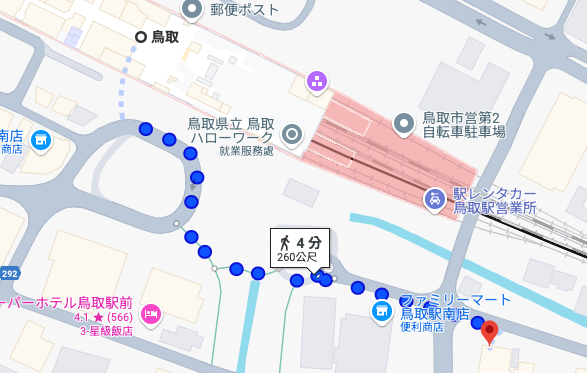 郵便ポスト
鳥取
鳥取県立 鳥取
ハローワーク
就業服務處
鳥取市営第2
自転車駐車場
南店
商店
駅レンタカー
鳥取駅営業所
4 分
260公尺
292
ーパーホテル鳥取駅前
4.1 ★ (566)
3-星級飯店
ファミリーマート
鳥取駅南店
便利商店